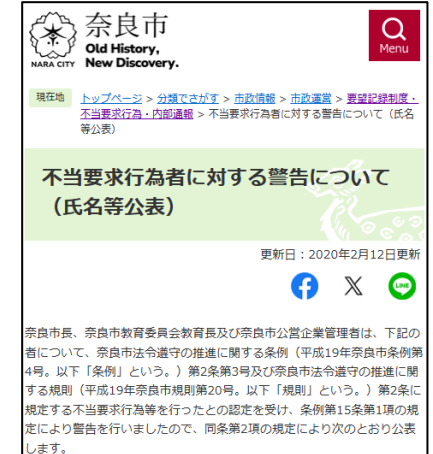 奈良市
Old History,
New Discovery.
NARA CITY
Menu
現在地
トップページ > 分類でさがす > 市政情報 > 市政運営 > 要望記録制度・
不当要求行為・内部通報 > 不当要求行為者に対する警告について（氏名
等公表）
不当要求行為者に対する警告について
（氏名等公表）
更新日：2020年2月12日更新
LINE
奈良市長、奈良市教育委員会教育長及び奈良市公営企業管理者は、下記の
者について、奈良市法令遵守の推進に関する条例（平成19年奈良市条例第
4号。以下「条例」という。）第2条第3号及び奈良市法令遵守の推進に関
する規則（平成19年奈良市規則第20号。以下「規則」という。）第2条に
規定する不当要求行為等を行ったとの認定を受け、条例第15条第1項の規
定により警告を行いましたので、同条第2項の規定により次のとおり公表
します。